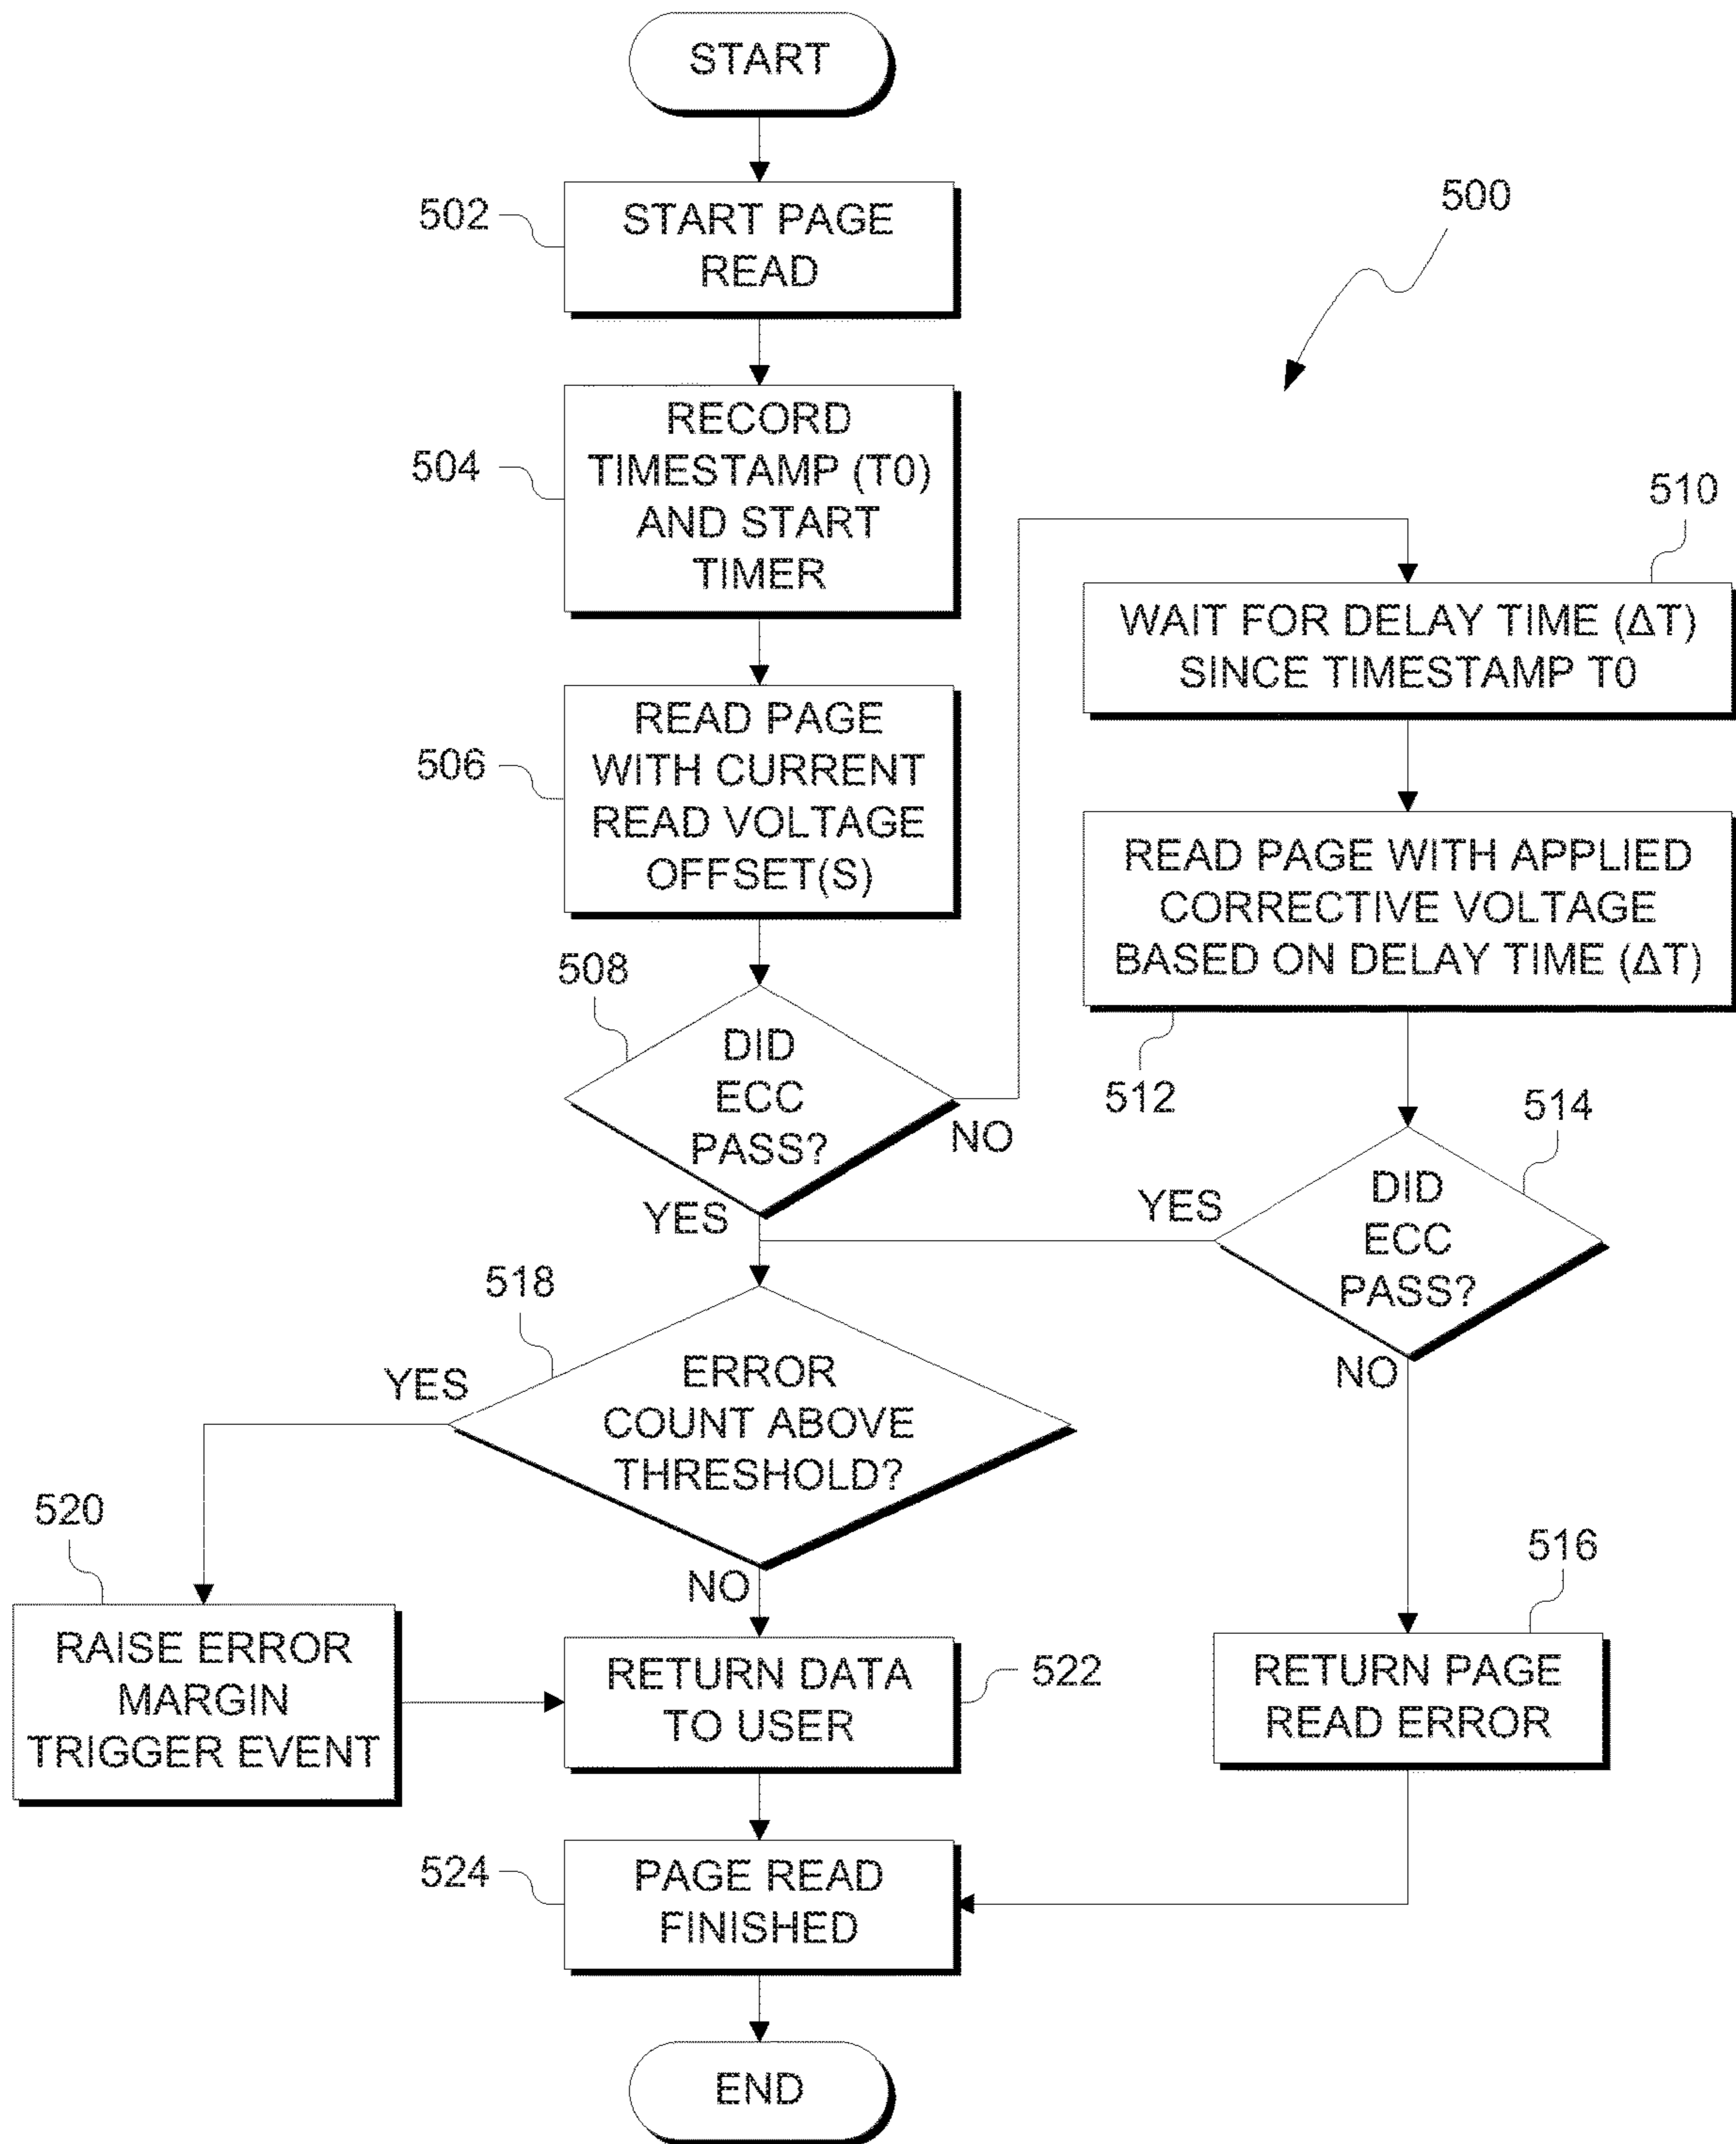 START
502
START PAGE
READ
500
504
RECORD
TIMESTAMP (T0)
AND START
TIMER
510
WAIT FOR DELAY TIME (ΔT)
SINCE TIMESTAMP T0
506
READ PAGE
WITH CURRENT
READ VOLTAGE
OFFSET(S)
READ PAGE WITH APPLIED
CORRECTIVE VOLTAGE
BASED ON DELAY TIME (ΔT)
512
508
DID
ECC
PASS?
NO
YES
514
DID
ECC
PASS?
YES
NO
518
ERROR
COUNT ABOVE
THRESHOLD?
YES
NO
520
RAISE ERROR
MARGIN
TRIGGER EVENT
RETURN DATA
TO USER
522
516
RETURN PAGE
READ ERROR
524
PAGE READ
FINISHED
END